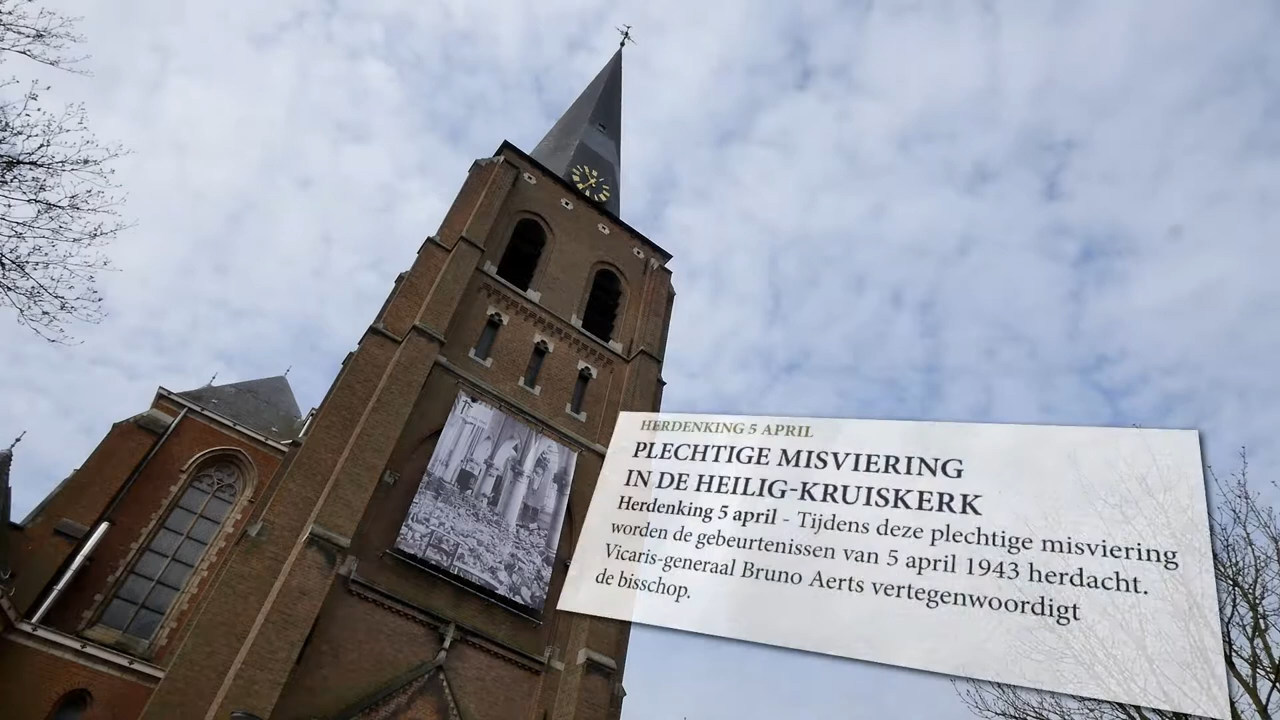 HERDENKING 5 APRIL
PLECHTIGE MISVIERING
IN DE HEILIG-KRUISKERK
Herdenking 5 april - Tijdens deze plechtige misviering
worden de gebeurtenissen van 5 april 1943 herdacht.
Vicaris-generaal Bruno Aerts vertegenwoordigt
de bisschop.